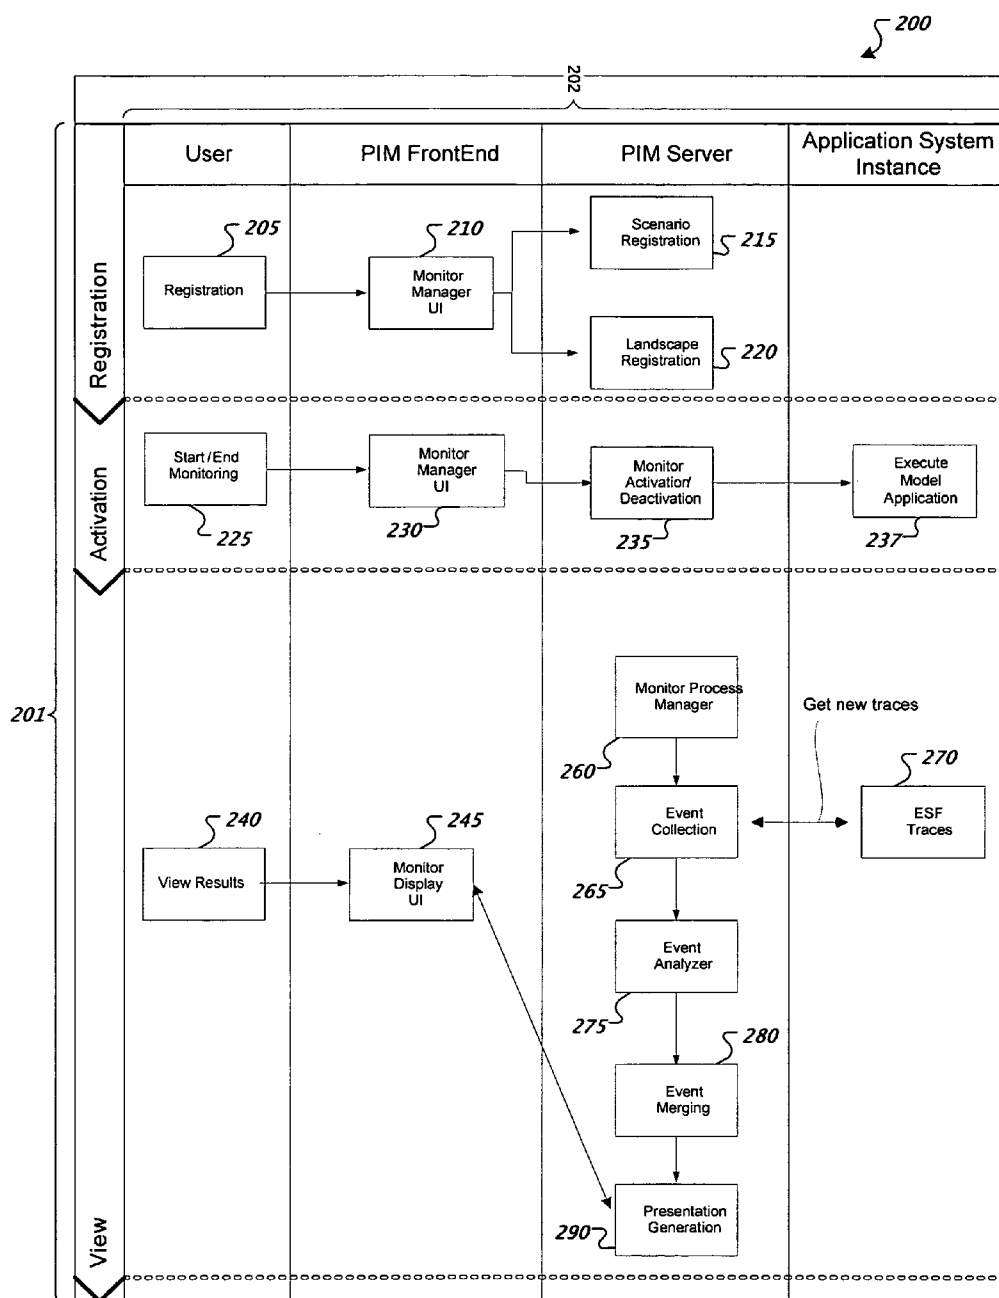 200
202
User
PIM FrontEnd
PIM Server
Application System
Instance
Registration
205
Registration
210
Monitor
Manager
UI
Scenario
Registration
215
Landscape
Registration
220
Activation
Start/End
Monitoring
225
Monitor
Manager
UI
230
Monitor
Activation/
Deactivation
235
Execute
Model
Application
237
201
View
Monitor Process
Manager
260
Get new traces
Event
Collection
265
270
ESF
Traces
240
View Results
245
Monitor
Display
UI
Event
Analyzer
275
280
Event
Merging
Presentation
Generation
290